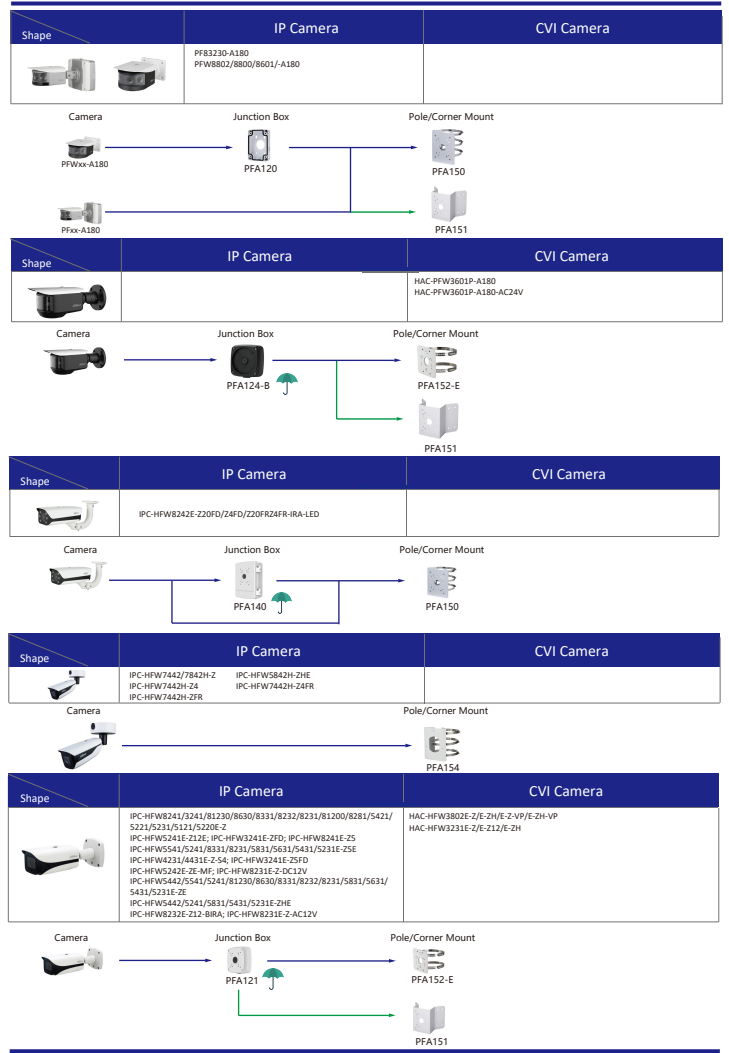 Shape
IP Camera
CVI Camera
PF83230-A180
PFW8802/8800/8601/-A180
Camera
Junction Box
Pole/Corner Mount
PFWxx-A180
PFA120
PFA150
PFxx-A180
PFA151
Shape
IP Camera
CVI Camera
HAC-PFW3601P-A180
HAC-PFW3601P-A180-AC24V
Camera
Junction Box
Pole/Corner Mount
PFA124-B
PFA152-E
PFA151
Shape
IP Camera
CVI Camera
IPC-HFW8242E-Z20FD/Z4FD/Z20FRZ4FR-IRA-LED
Camera
Junction Box
Pole/Corner Mount
PFA140
PFA150
Shape
IP Camera
CVI Camera
IPC-HFW7442/7842H-Z IPC-HFW5842H-ZHE
IPC-HFW7442H-Z4 IPC-HFW7442H-Z4FR
IPC-HFW7442H-ZFR
Camera
Pole/Corner Mount
PFA154
Shape
IP Camera
CVI Camera
IPC-HFW8241/3241/81230/8630/8331/8232/8231/81200/8281/5421/
5221/5231/5121/5220E-Z
IPC-HFW5241E-Z12E; IPC-HFW3241E-ZFD; IPC-HFW8241E-Z5
IPC-HFW5541/5241/8331/8231/5831/5631/5431/5231E-Z5E
IPC-HFW4231/4431E-Z-S4; IPC-HFW3241E-Z5FD
IPC-HFW5242E-ZE-MF; IPC-HFW8231E-Z-DC12V
IPC-HFW5442/5541/5241/81230/8630/8331/8232/8231/5831/5631/
5431/5231E-ZE
IPC-HFW5442/5241/5831/5431/5231E-ZHE
IPC-HFW8232E-Z12-BIRA; IPC-HFW8231E-Z-AC12V
HAC-HFW3802E-Z/E-ZH/E-Z-VP/E-ZH-VP
HAC-HFW3231E-Z/E-Z12/E-ZH
Camera
Junction Box
Pole/Corner Mount
PFA121
PFA152-E
PFA151